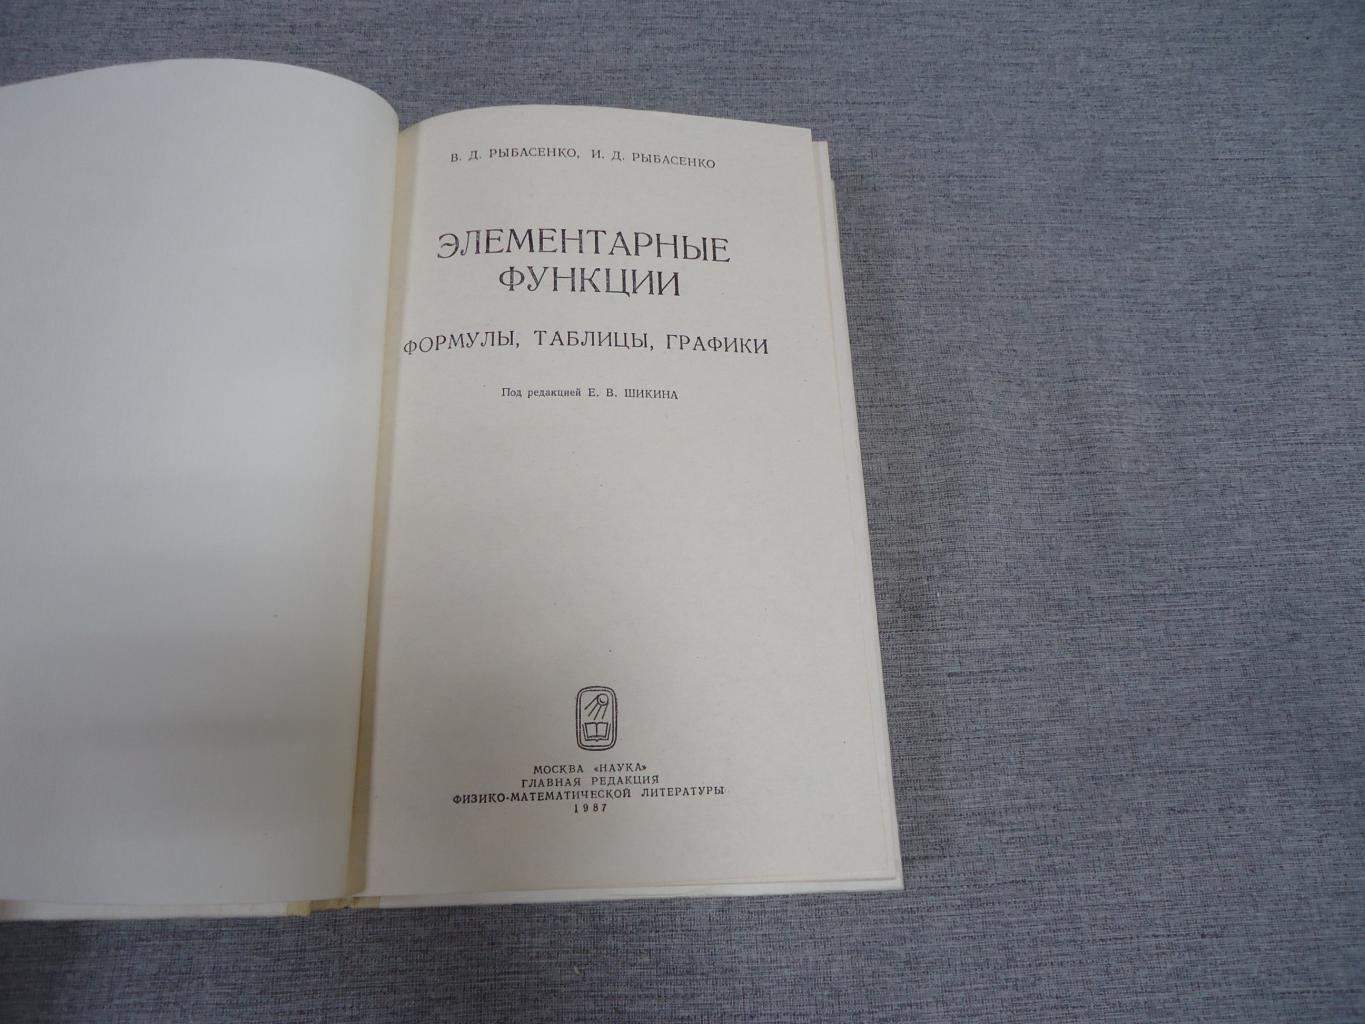 В. Д. РЫБАСЕНКО, И. Д. РЫБАСЕНКО
ЭЛЕМЕНТАРНЫЕ
ФУНКЦИИ
ФОРМУЛЫ, ТАБЛИЦЫ, ГРАФИКИ
Под редакцией Е. В. ШИКИНА
МОСКВА «НАУКА»
ГЛАВНАЯ РЕДАКЦИЯ
ФИЗИКО-МАТЕМАТИЧЕСКОЙ ЛИТЕРАТУРЫ
1987